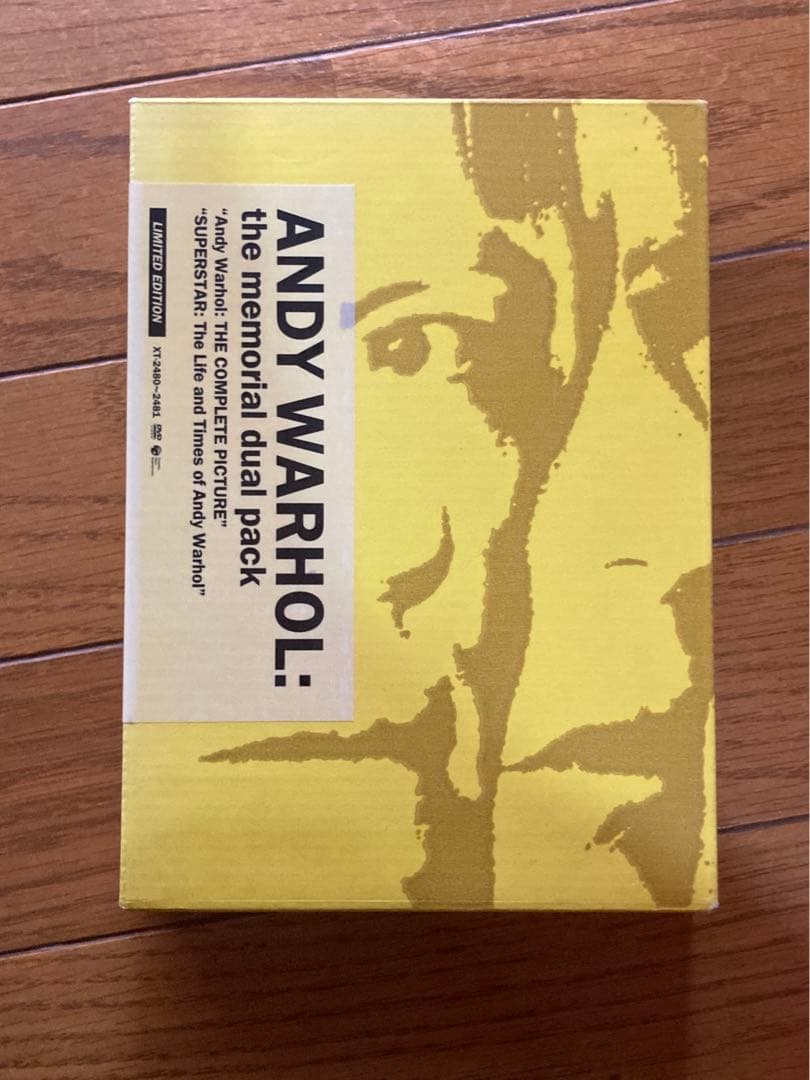 ANDY WARHOL:
the memorial dual pack
“Andy Warhol: THE COMPLETE PICTURE”
“SUPERSTAR: The Life and Times of Andy Warhol”
LIMITED EDITION XT-2480~2481 DVD